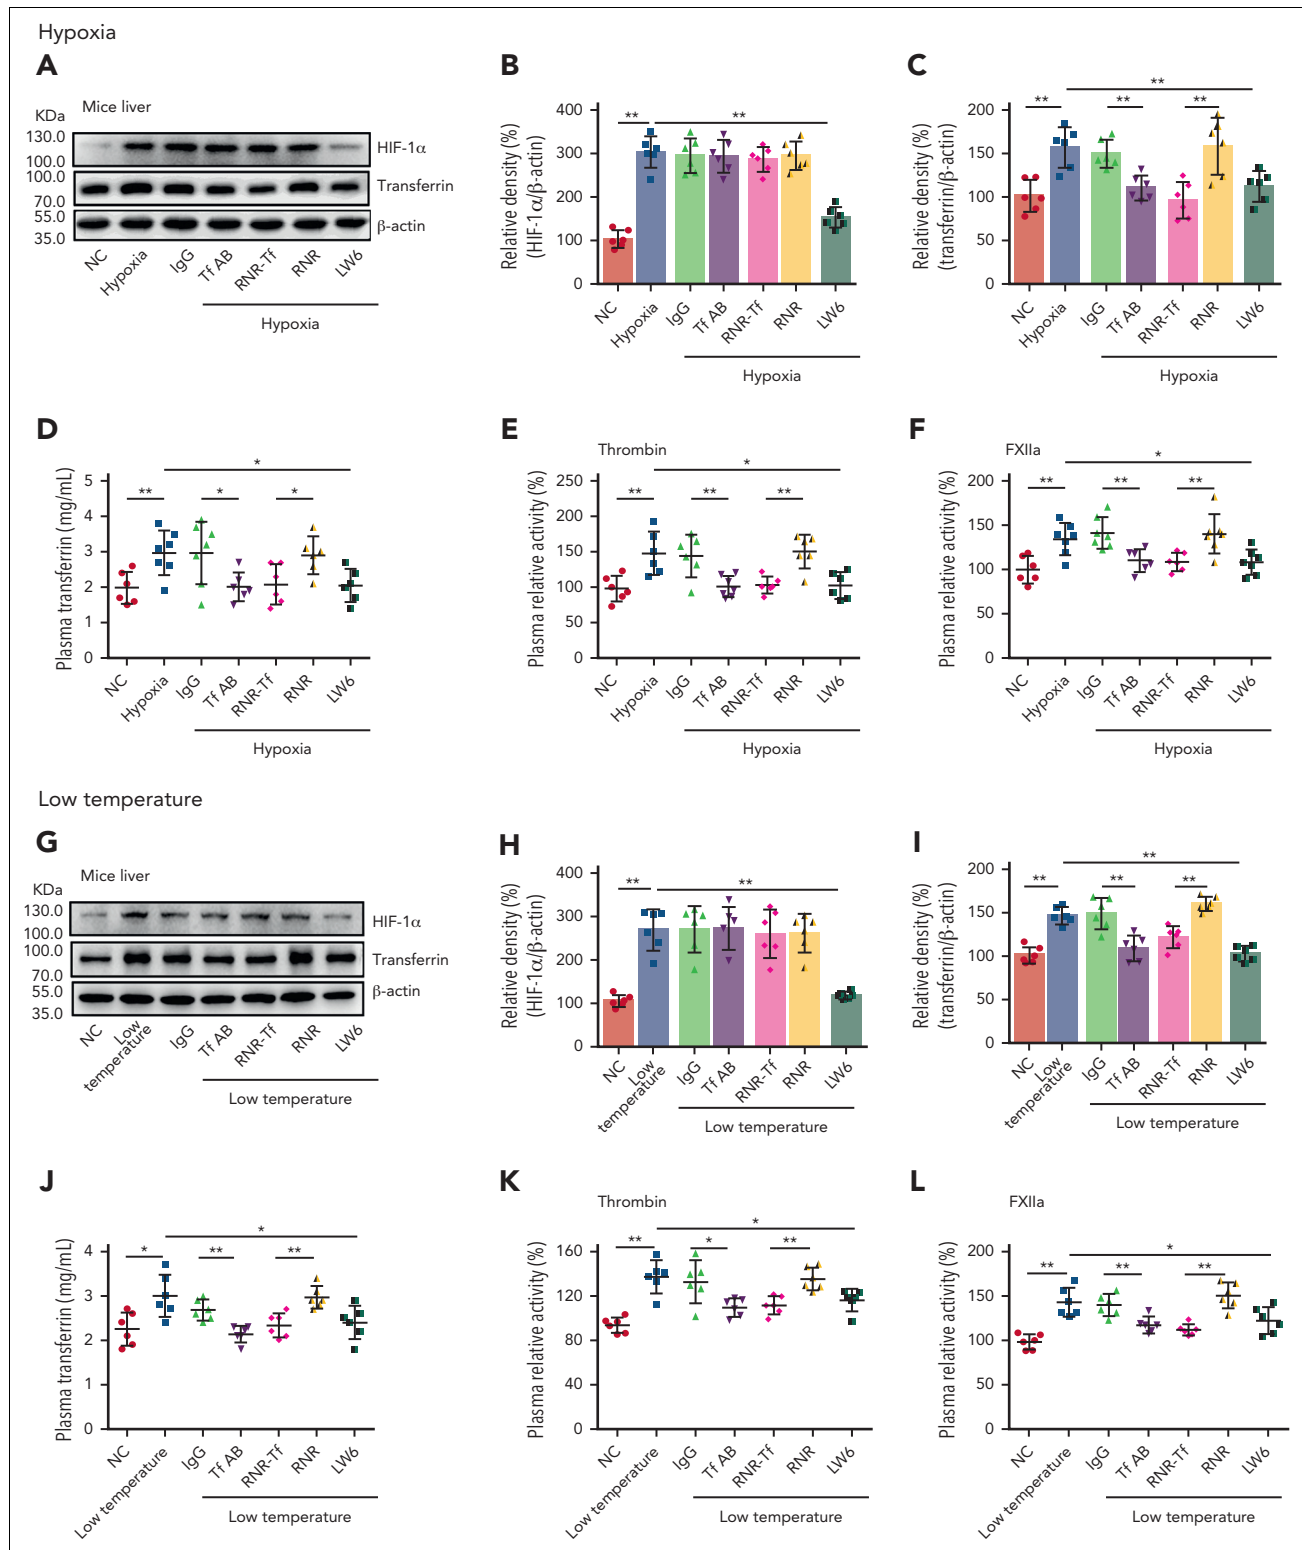 Hypoxia
A
Mice liver
KDa
130.0
100.0
HIF-1α
100.0
70.0
Transferrin
55.0
35.0
β-actin
NC
Hypoxia
IgG
Tf AB
RNR-Tf
RNR
LW6
Hypoxia
B
Relative density (%)
(HIF-1α/β-actin)
400
300
200
100
0
**
**
NC
Hypoxia
IgG
Tf AB
RNR-Tf
RNR
LW6
Hypoxia
C
Relative density (%)
(transferrin/β-actin)
200
150
100
50
0
**
**
**
**
NC
Hypoxia
IgG
Tf AB
RNR-Tf
RNR
LW6
Hypoxia
D
Plasma transferrin (mg/mL)
5
4
3
2
1
0
*
**
*
*
NC
Hypoxia
IgG
Tf AB
RNR-Tf
RNR
LW6
Hypoxia
E
Thrombin
Plasma relative activity (%)
250
200
150
100
50
0
*
**
**
**
NC
Hypoxia
IgG
Tf AB
RNR-Tf
RNR
LW6
Hypoxia
F
FXIIa
Plasma relative activity (%)
200
150
100
50
0
*
**
**
**
NC
Hypoxia
IgG
Tf AB
RNR-Tf
RNR
LW6
Hypoxia
Low temperature
G
Mice liver
KDa
130.0
100.0
HIF-1α
100.0
70.0
Transferrin
55.0
35.0
β-actin
NC
Low
temperature
IgG
Tf AB
RNR-Tf
RNR
LW6
Low temperature
H
Relative density (%)
(HIF-1α/β-actin)
400
300
200
100
0
**
**
NC
Low
temperature
IgG
Tf AB
RNR-Tf
RNR
LW6
Low temperature
I
Relative density (%)
(transferrin/β-actin)
200
150
100
50
0
**
**
**
**
NC
Low
temperature
IgG
Tf AB
RNR-Tf
RNR
LW6
Low temperature
J
Plasma transferrin (mg/mL)
4
3
2
1
0
*
*
**
**
NC
Low temperature
IgG
Tf AB
RNR-Tf
RNR
LW6
Low temperature
K
Thrombin
Plasma relative activity (%)
160
120
80
40
0
*
**
*
**
NC
Low temperature
IgG
Tf AB
RNR-Tf
RNR
LW6
Low temperature
L
FXIIa
Plasma relative activity (%)
200
150
100
50
0
*
**
**
**
NC
Low temperature
IgG
Tf AB
RNR-Tf
RNR
LW6
Low temperature